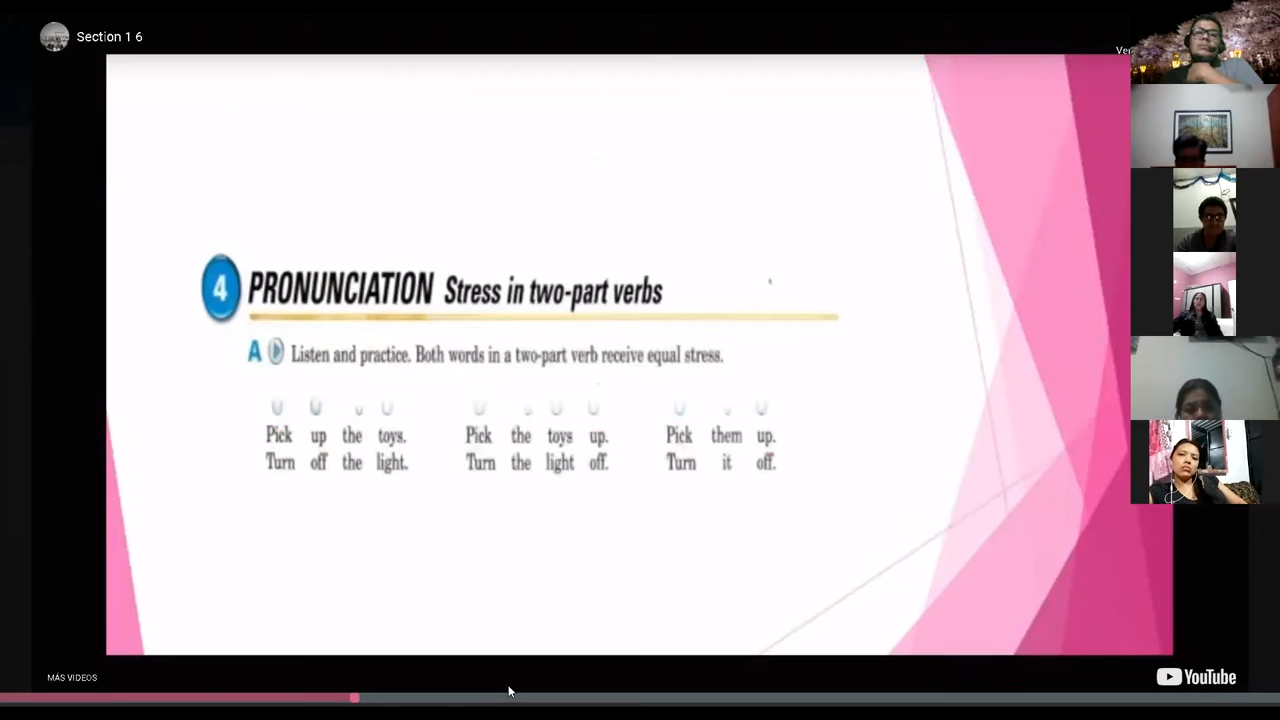 Section 1 6
4 PRONUNCIATION Stress in two-part verbs
A Listen and practice. Both words in a two-part verb receive equal stress.
Pick up the toys. Pick the toys up. Pick them up.
Turn off the light. Turn the light off. Turn it off.
MÁS VIDEOS
YouTube